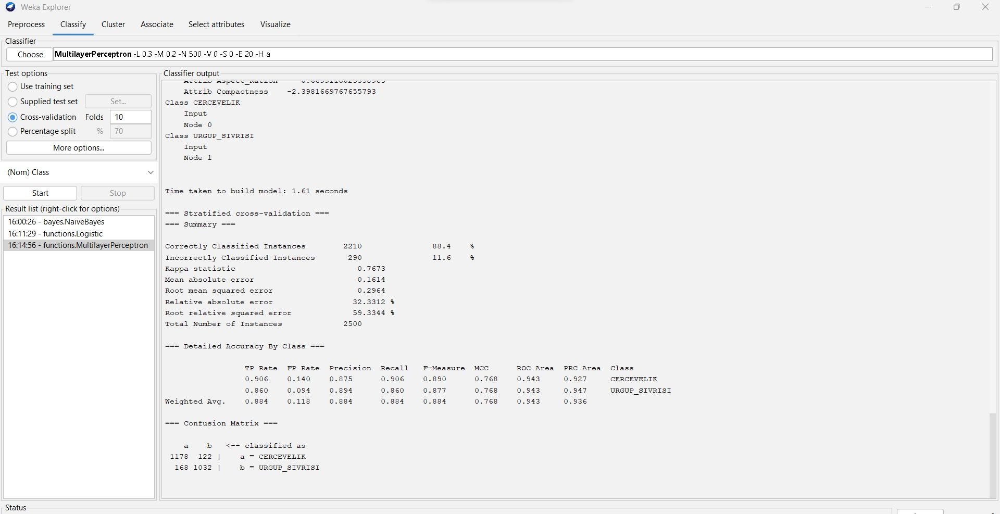 Weka Explorer
Preprocess Classify Cluster Associate Select attributes Visualize
Classifier
Choose MultilayerPerceptron -L 0.3 -M 0.2 -N 500 -V 0 -S 0 -E 20 -H a
Test options
Use training set
Supplied test set Set...
Cross-validation Folds 10
Percentage split % 70
More options...
(Nom) Class
Start Stop
Result list (right-click for options)
16:00:26 - bayes.NaiveBayes
16:11:29 - functions.Logistic
16:14:56 - functions.MultilayerPerceptron
Classifier output
Attrib Aspect_Ration
Attrib Compactness -2.3981669767655793
Class CERCEVELIK
Input
Node 0
Class URGUP_SIVRISI
Input
Node 1
Time taken to build model: 1.61 seconds
=== Stratified cross-validation ===
=== Summary ===
Correctly Classified Instances 2210 88.4 %
Incorrectly Classified Instances 290 11.6 %
Kappa statistic 0.7673
Mean absolute error 0.1614
Root mean squared error 0.2964
Relative absolute error 32.3312 %
Root relative squared error 59.3344 %
Total Number of Instances 2500
=== Detailed Accuracy By Class ===
TP Rate FP Rate Precision Recall F-Measure MCC ROC Area PRC Area Class
0.906 0.140 0.875 0.906 0.890 0.768 0.943 0.927 CERCEVELIK
0.860 0.094 0.894 0.860 0.877 0.768 0.943 0.947 URGUP_SIVRISI
Weighted Avg. 0.884 0.118 0.884 0.884 0.884 0.768 0.943 0.936
=== Confusion Matrix ===
a b <-- classified as
1178 122 | a = CERCEVELIK
168 1032 | b = URGUP_SIVRISI
Status